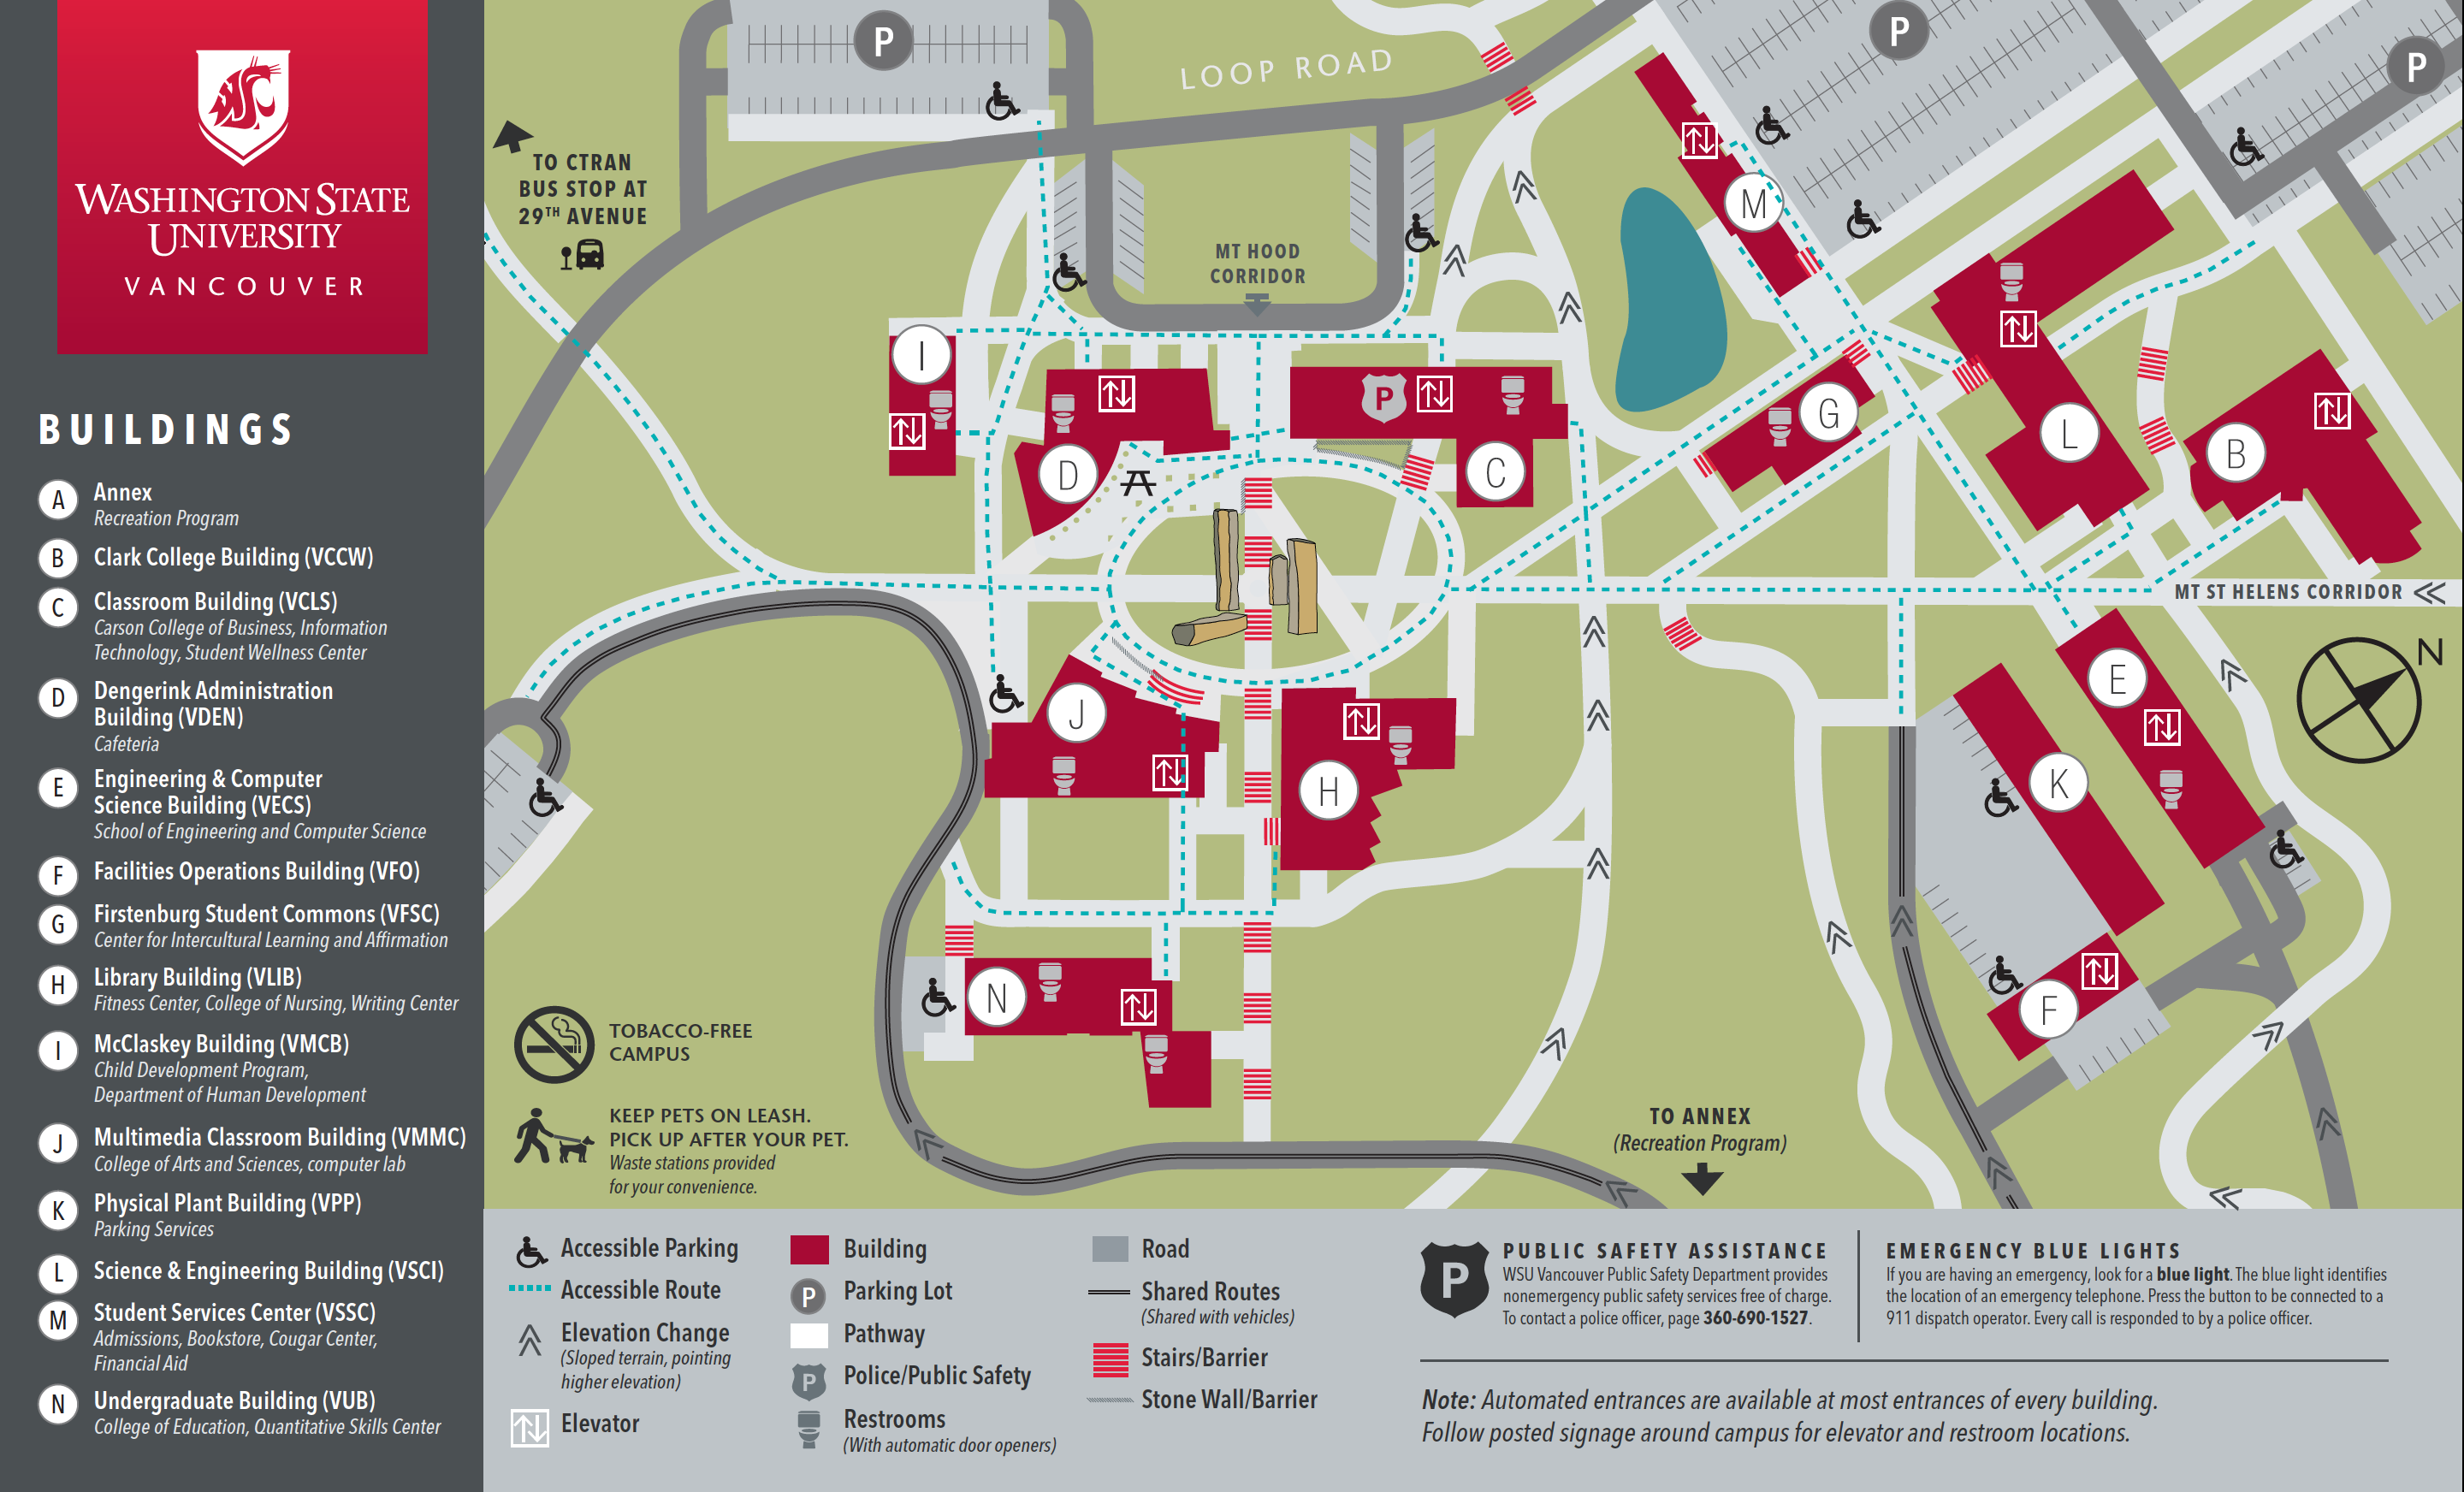 WASHINGTON STATE
UNIVERSITY
VANCOUVER
BUILDINGS
A Annex
Recreation Program
B Clark College Building (VCCW)
C Classroom Building (VCLS)
Carson College of Business, Information
Technology, Student Wellness Center
D Dengerink Administration
Building (VDEN)
Cafeteria
E Engineering & Computer
Science Building (VECS)
School of Engineering and Computer Science
F Facilities Operations Building (VFO)
G Firstenburg Student Commons (VFSC)
Center for Intercultural Learning and Affirmation
H Library Building (VLIB)
Fitness Center, College of Nursing, Writing Center
I McClaskey Building (VMCB)
Child Development Program,
Department of Human Development
J Multimedia Classroom Building (VMMC)
College of Arts and Sciences, computer lab
K Physical Plant Building (VPP)
Parking Services
L Science & Engineering Building (VSCI)
M Student Services Center (VSSC)
Admissions, Bookstore, Cougar Center,
Financial Aid
N Undergraduate Building (VUB)
College of Education, Quantitative Skills Center
P
P
P
LOOP ROAD
TO CTRAN
BUS STOP AT
29TH AVENUE
MT HOOD
CORRIDOR
M
I
P
G
D
C
L
B
MT ST HELENS CORRIDOR
N
E
J
H
K
N
F
TOBACCO-FREE
CAMPUS
KEEP PETS ON LEASH.
PICK UP AFTER YOUR PET.
Waste stations provided
for your convenience.
TO ANNEX
(Recreation Program)
Accessible Parking
Accessible Route
Elevation Change
(Sloped terrain, pointing
higher elevation)
Elevator
Building
P Parking Lot
Pathway
P Police/Public Safety
Restrooms
(With automatic door openers)
Road
Shared Routes
(Shared with vehicles)
Stairs/Barrier
Stone Wall/Barrier
P
PUBLIC SAFETY ASSISTANCE
WSU Vancouver Public Safety Department provides
nonemergency public safety services free of charge.
To contact a police officer, page 360-690-1527.
EMERGENCY BLUE LIGHTS
If you are having an emergency, look for a blue light. The blue light identifies
the location of an emergency telephone. Press the button to be connected to a
911 dispatch operator. Every call is responded to by a police officer.
Note: Automated entrances are available at most entrances of every building.
Follow posted signage around campus for elevator and restroom locations.